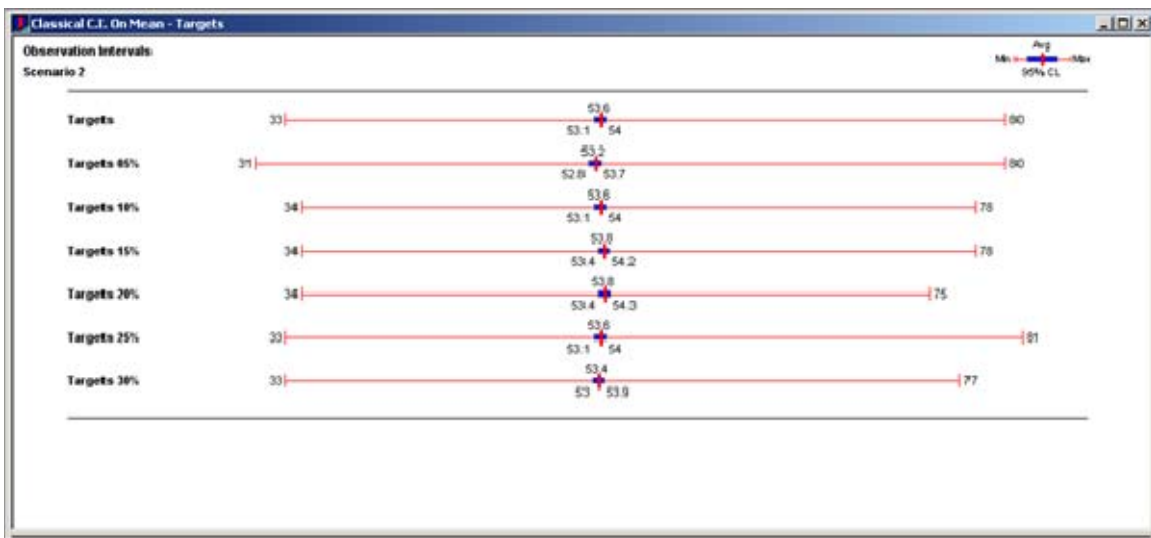 Classical C.I. On Mean - Targets
Observation Intervals
Scenario 2
Avg
Min Max
95% CL
Targets 33 53.6 80
53.1 54
Targets 05% 31 53.2 80
52.8 53.7
Targets 10% 34 53.6 78
53.1 54
Targets 15% 34 53.8 78
53.4 54.2
Targets 20% 34 53.8 75
53.4 54.3
Targets 25% 33 53.6 81
53.1 54
Targets 30% 33 53.4 77
53 53.9